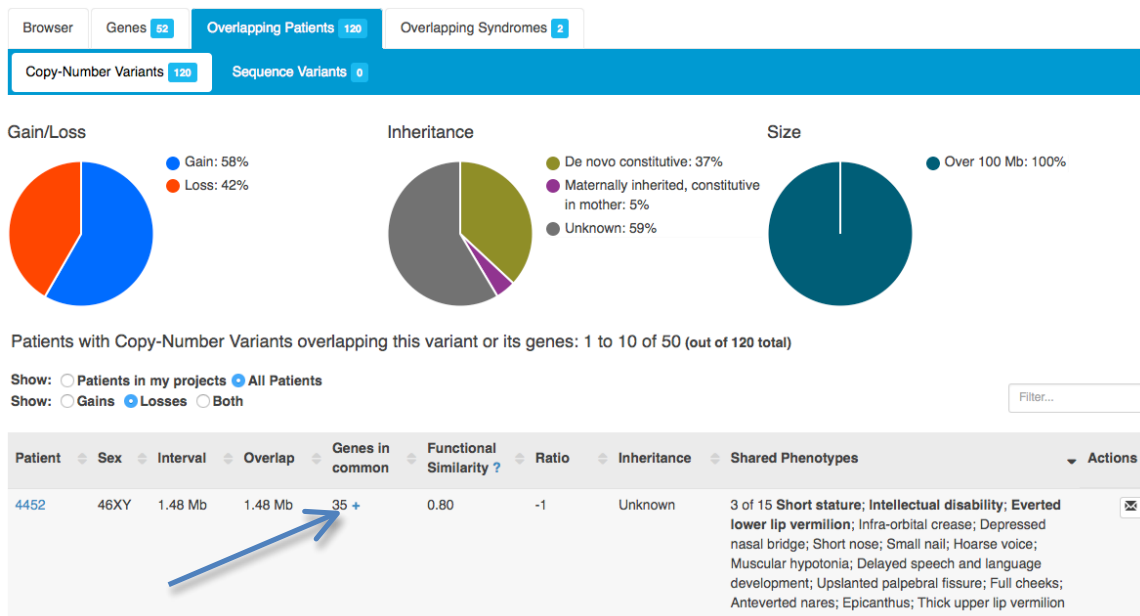 Browser
Genes 52
Overlapping Patients 120
Overlapping Syndromes 2
Copy-Number Variants 120
Sequence Variants 0
Gain/Loss
Gain: 58%
Loss: 42%
Inheritance
De novo constitutive: 37%
Maternally inherited, constitutive
in mother: 5%
Unknown: 59%
Size
Over 100 Mb: 100%
Patients with Copy-Number Variants overlapping this variant or its genes: 1 to 10 of 50 (out of 120 total)
Show: Patients in my projects All Patients
Show: Gains Losses Both
Filter...
Patient Sex Interval Overlap Genes in common Functional Similarity ? Ratio Inheritance Shared Phenotypes Actions
4452 46XY 1.48 Mb 1.48 Mb 35 + 0.80 -1 Unknown 3 of 15 Short stature; Intellectual disability; Everted
lower lip vermilion; Infra-orbital crease; Depressed
nasal bridge; Short nose; Small nail; Hoarse voice;
Muscular hypotonia; Delayed speech and language
development; Upslanted palpebral fissure; Full cheeks;
Anteverted nares; Epicanthus; Thick upper lip vermilion